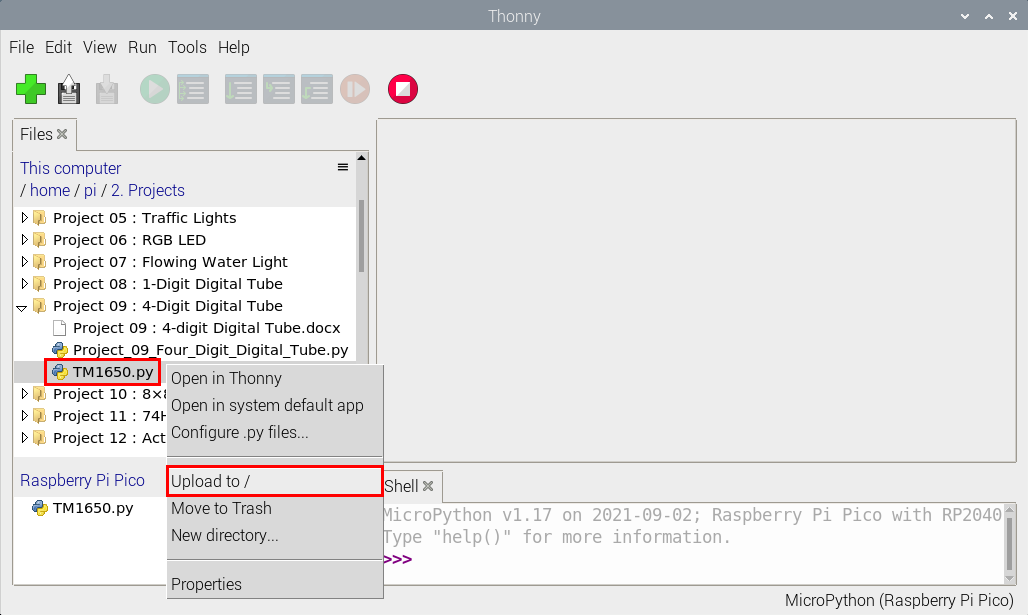 Thonny
File Edit View Run Tools Help
Files
This computer
/ home / pi / 2. Projects
Project 05 : Traffic Lights
Project 06 : RGB LED
Project 07 : Flowing Water Light
Project 08 : 1-Digit Digital Tube
Project 09 : 4-Digit Digital Tube
Project 09 : 4-digit Digital Tube.docx
Project_09_Four_Digit_Digital_Tube.py
TM1650.py
Project 10 : 8×8
Project 11 : 74H
Project 12 : Act
Open in Thonny
Open in system default app
Configure .py files...
Upload to /
Move to Trash
New directory...
Properties
Raspberry Pi Pico
TM1650.py
Shell
MicroPython v1.17 on 2021-09-02; Raspberry Pi Pico with RP2040
Type "help()" for more information.
>>>
MicroPython (Raspberry Pi Pico)